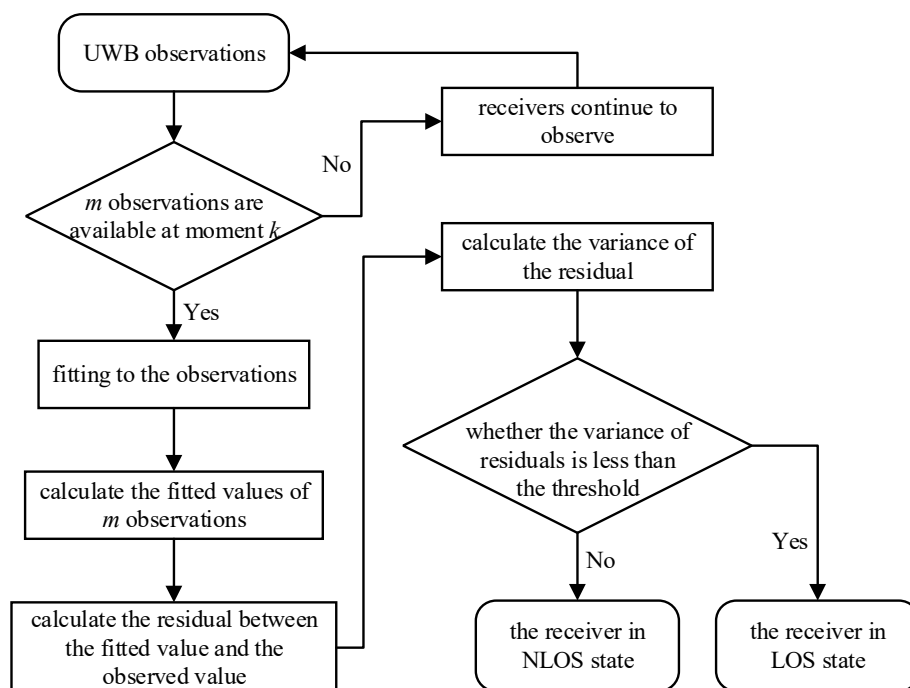 UWB observations
receivers continue to
observe
No
m observations are
available at moment k
Yes
fitting to the observations
calculate the fitted values of
m observations
calculate the residual between
the fitted value and the
observed value
calculate the variance of
the residual
whether the variance of
residuals is less than
the threshold
No
Yes
the receiver in
NLOS state
the receiver in
LOS state